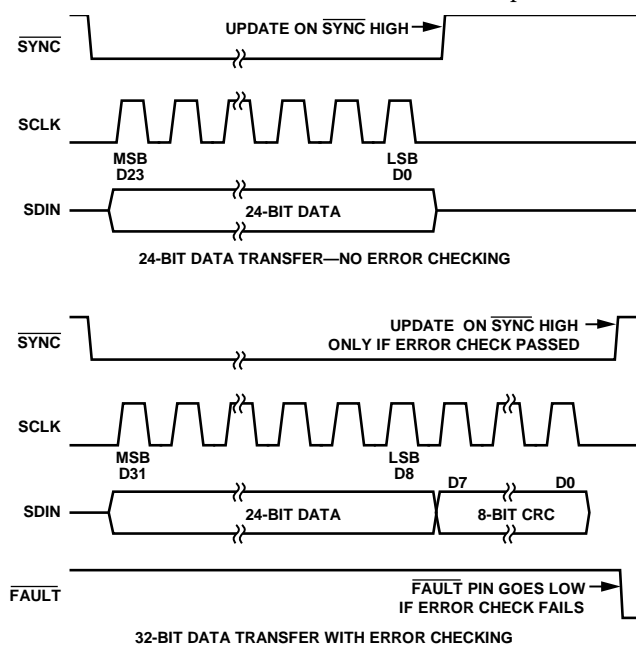 UPDATE ON SYNC HIGH
SYNC
SCLK
MSB
D23
LSB
D0
SDIN
24-BIT DATA
24-BIT DATA TRANSFER—NO ERROR CHECKING
UPDATE ON SYNC HIGH
ONLY IF ERROR CHECK PASSED
SYNC
SCLK
MSB
D31
LSB
D8
D7
D0
SDIN
24-BIT DATA
8-BIT CRC
FAULT
FAULT PIN GOES LOW
IF ERROR CHECK FAILS
32-BIT DATA TRANSFER WITH ERROR CHECKING